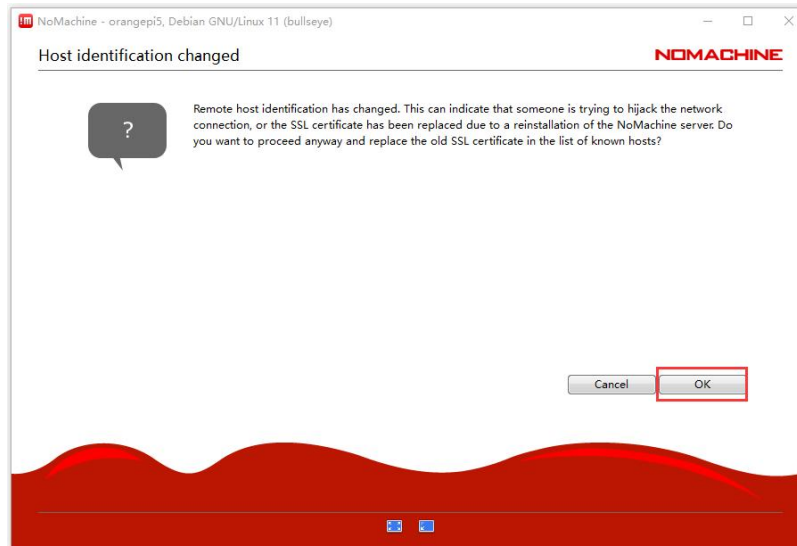 NoMachine - orangepi5, Debian GNU/Linux 11 (bullseye)
Host identification changed
NOMACHINE
?
Remote host identification has changed. This can indicate that someone is trying to hijack the network
connection, or the SSL certificate has been replaced due to a reinstallation of the NoMachine server. Do
you want to proceed anyway and replace the old SSL certificate in the list of known hosts?
Cancel
OK